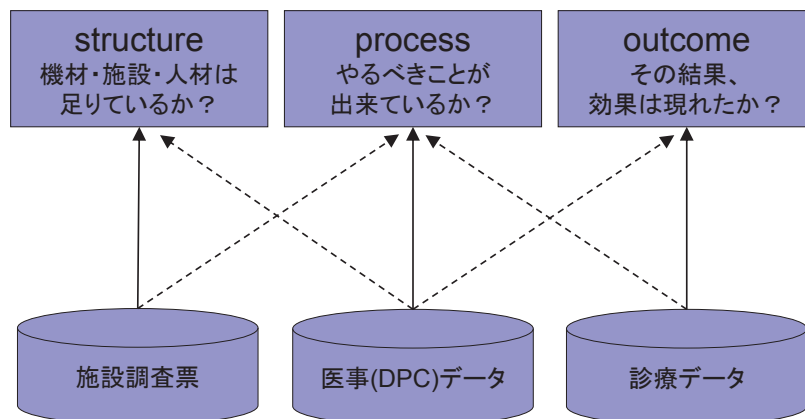 structure
機材・施設・人材は
足りているか？
process
やるべきことが
出来ているか？
outcome
その結果、
効果は現れたか？
施設調査票
医事(DPC)データ
診療データ